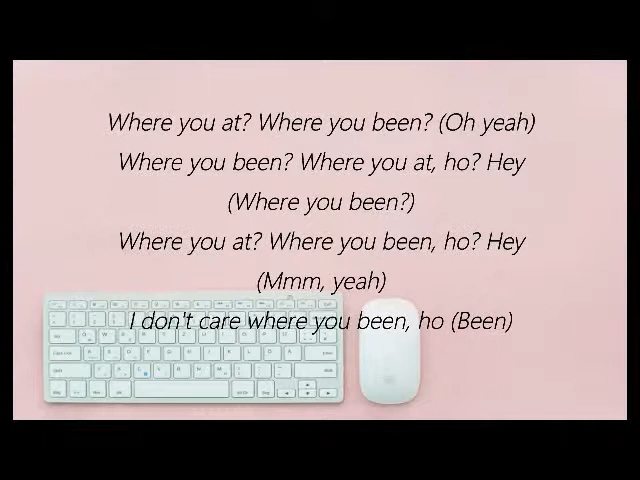 Where you at? Where you been? (Oh yeah)
Where you been? Where you at, ho? Hey
(Where you been?)
Where you at? Where you been, ho? Hey
(Mmm, yeah)
I don't care where you been, ho (Been)